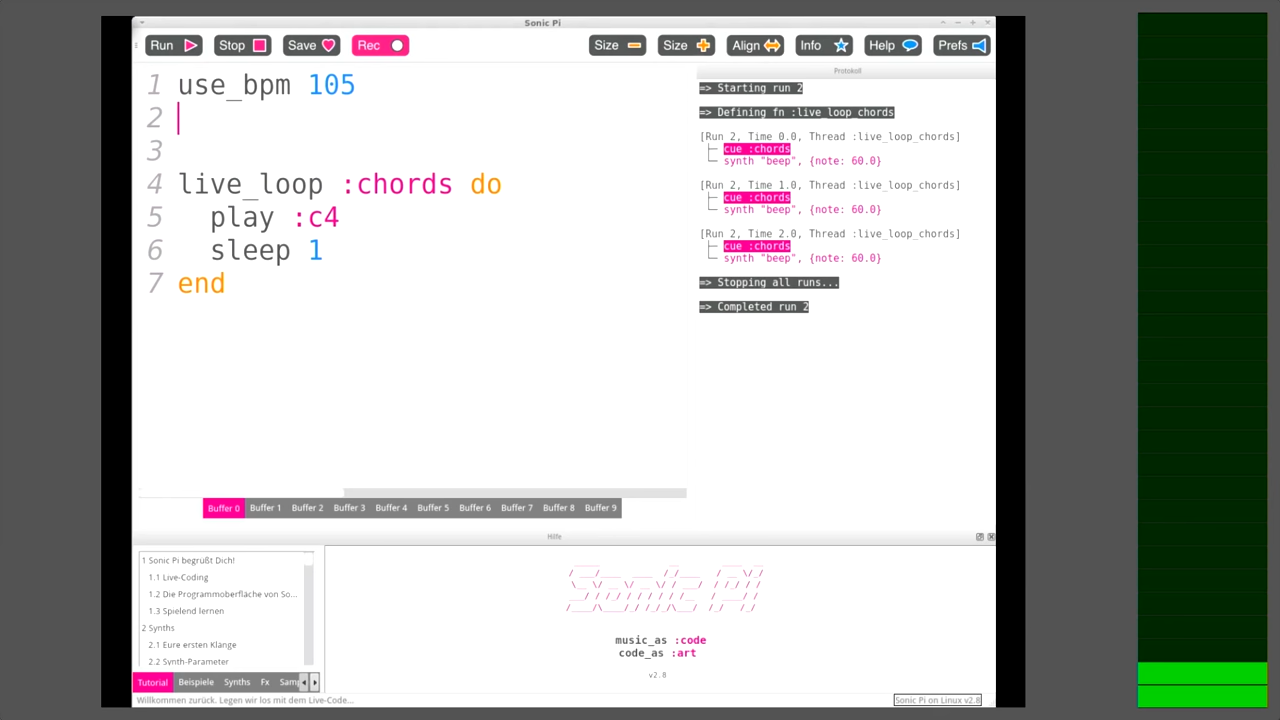 Sonic Pi
Run Stop Save Rec Size Size Align Info Help Prefs
1 use_bpm 105
2
3
4 live_loop :chords do
5 play :c4
6 sleep 1
7 end
Protokoll
=> Starting run 2
=> Defining fn :live_loop_chords
[Run 2, Time 0.0, Thread :live_loop_chords]
├─ cue :chords
└─ synth "beep", {note: 60.0}
[Run 2, Time 1.0, Thread :live_loop_chords]
├─ cue :chords
└─ synth "beep", {note: 60.0}
[Run 2, Time 2.0, Thread :live_loop_chords]
├─ cue :chords
└─ synth "beep", {note: 60.0}
=> Stopping all runs...
=> Completed run 2
Buffer 0 Buffer 1 Buffer 2 Buffer 3 Buffer 4 Buffer 5 Buffer 6 Buffer 7 Buffer 8 Buffer 9
Hilfe
1 Sonic Pi begrüßt Dich!
1.1 Live-Coding
1.2 Die Programmoberfläche von So...
1.3 Spielend lernen
2 Synths
2.1 Eure ersten Klänge
2.2 Synth-Parameter
Tutorial Beispiele Synths Fx Sam
Sonic Pi
music_as :code
code_as :art
v2.8
Willkommen zurück. Legen wir los mit dem Live-Code...
Sonic Pi on Linux v2.8